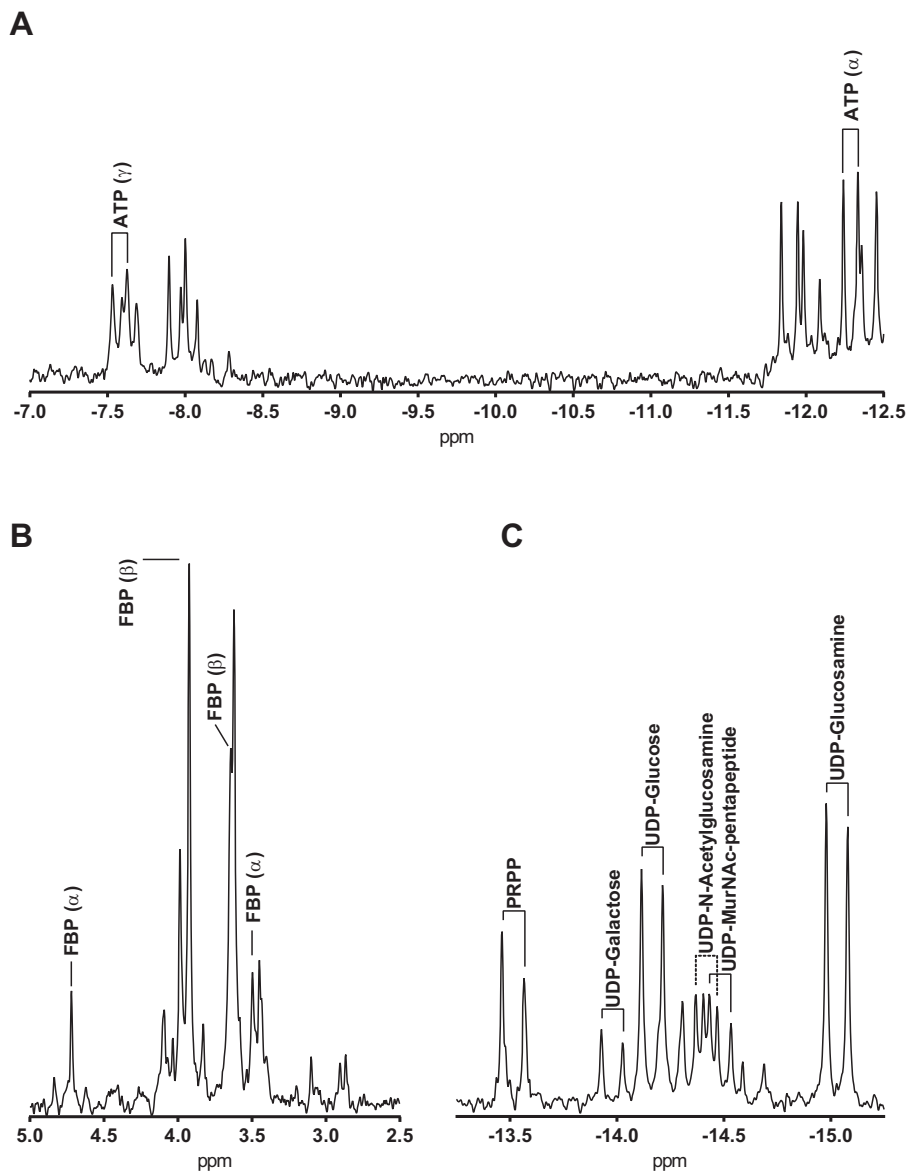 A
ATP (γ)
ATP (α)
-7.0 -7.5 -8.0 -8.5 -9.0 -9.5 -10.0 -10.5 -11.0 -11.5 -12.0 -12.5
ppm
B
FBP (α)
FBP (β)
FBP (β)
FBP (α)
5.0 4.5 4.0 3.5 3.0 2.5
ppm
C
PRPP
UDP-Galactose
UDP-Glucose
UDP-N-Acetylglucosamine
UDP-MurNAc-pentapeptide
UDP-Glucosamine
-13.5 -14.0 -14.5 -15.0
ppm